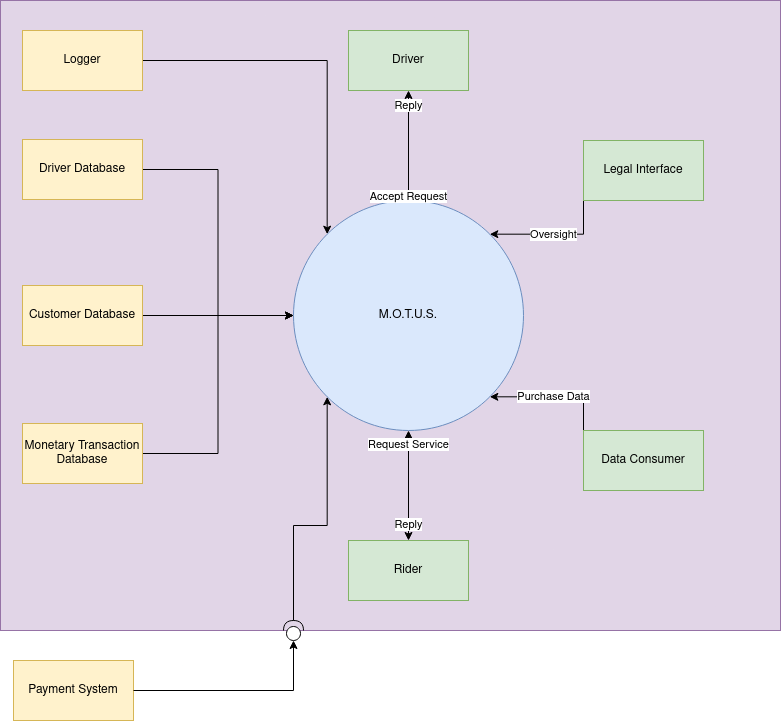 Logger
Driver
Reply
Driver Database
Legal Interface
Accept Request
Oversight
Customer Database
M.O.T.U.S.
Purchase Data
Monetary Transaction
Database
Request Service
Data Consumer
Reply
Rider
Payment System